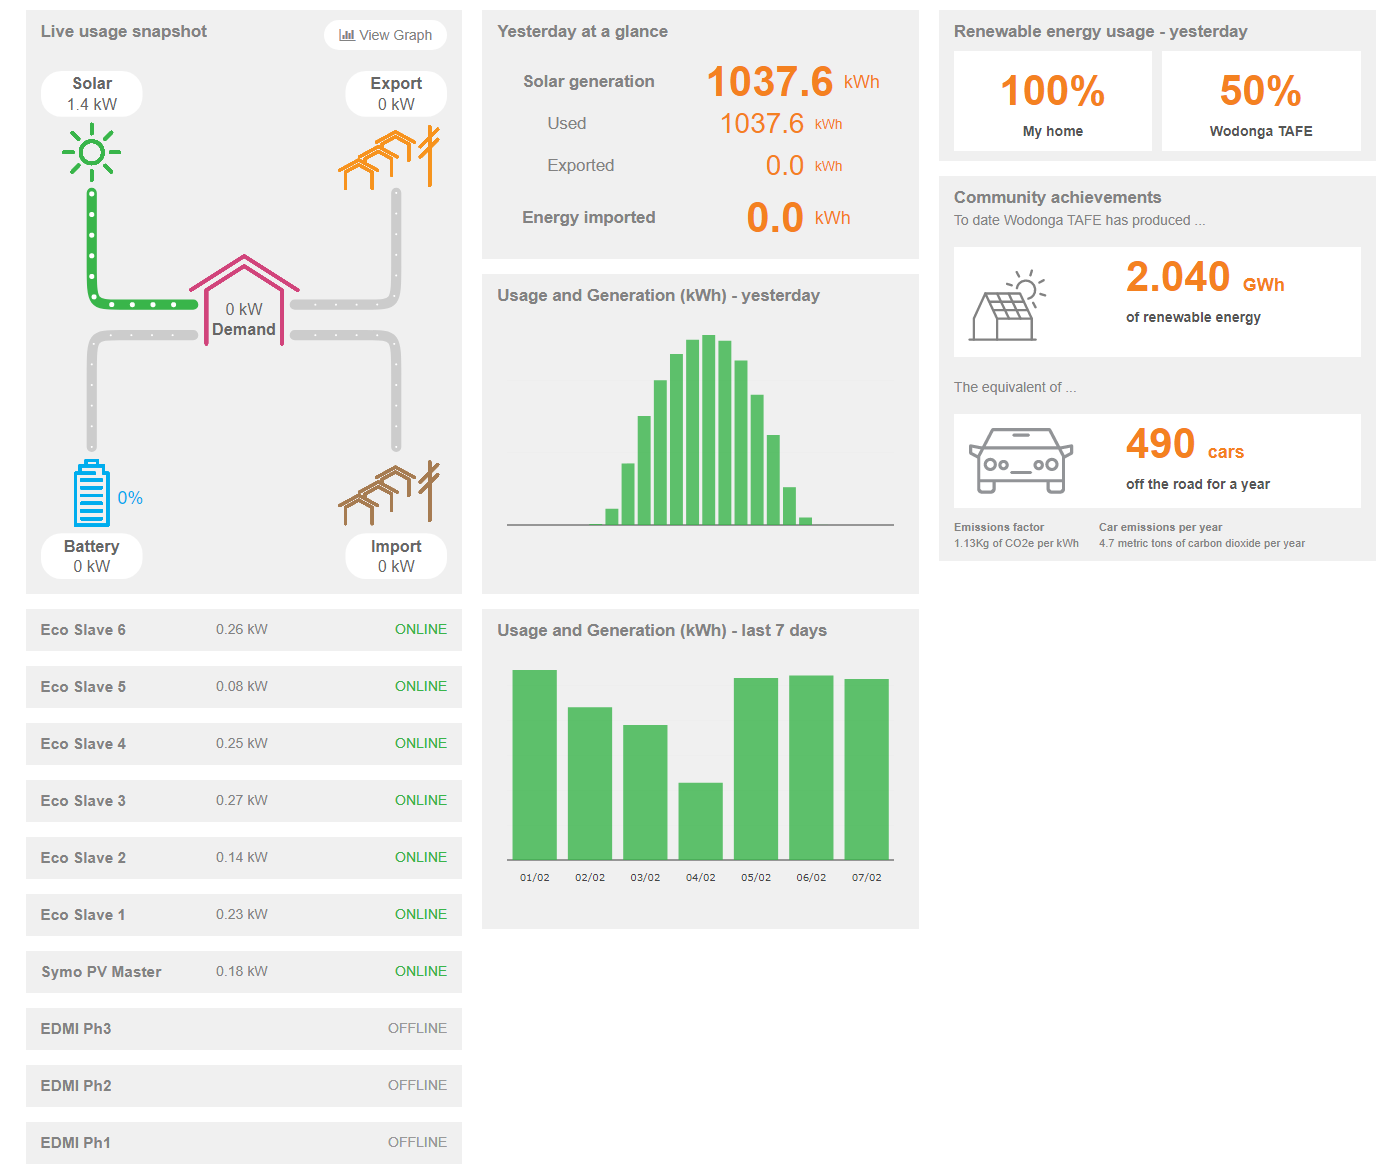 Live usage snapshot
View Graph
Solar
1.4 kW
Export
0 kW
0 kW
Demand
0%
Battery
0 kW
Import
0 kW
Eco Slave 6 0.26 kW ONLINE
Eco Slave 5 0.08 kW ONLINE
Eco Slave 4 0.25 kW ONLINE
Eco Slave 3 0.27 kW ONLINE
Eco Slave 2 0.14 kW ONLINE
Eco Slave 1 0.23 kW ONLINE
Symo PV Master 0.18 kW ONLINE
EDMI Ph3 OFFLINE
EDMI Ph2 OFFLINE
EDMI Ph1 OFFLINE
Yesterday at a glance
Solar generation 1037.6 kWh
Used 1037.6 kWh
Exported 0.0 kWh
Energy imported 0.0 kWh
Usage and Generation (kWh) - yesterday
Usage and Generation (kWh) - last 7 days
01/02 02/02 03/02 04/02 05/02 06/02 07/02
Renewable energy usage - yesterday
100%
My home
50%
Wodonga TAFE
Community achievements
To date Wodonga TAFE has produced ...
2.040 GWh
of renewable energy
The equivalent of ...
490 cars
off the road for a year
Emissions factor
1.13Kg of CO2e per kWh
Car emissions per year
4.7 metric tons of carbon dioxide per year